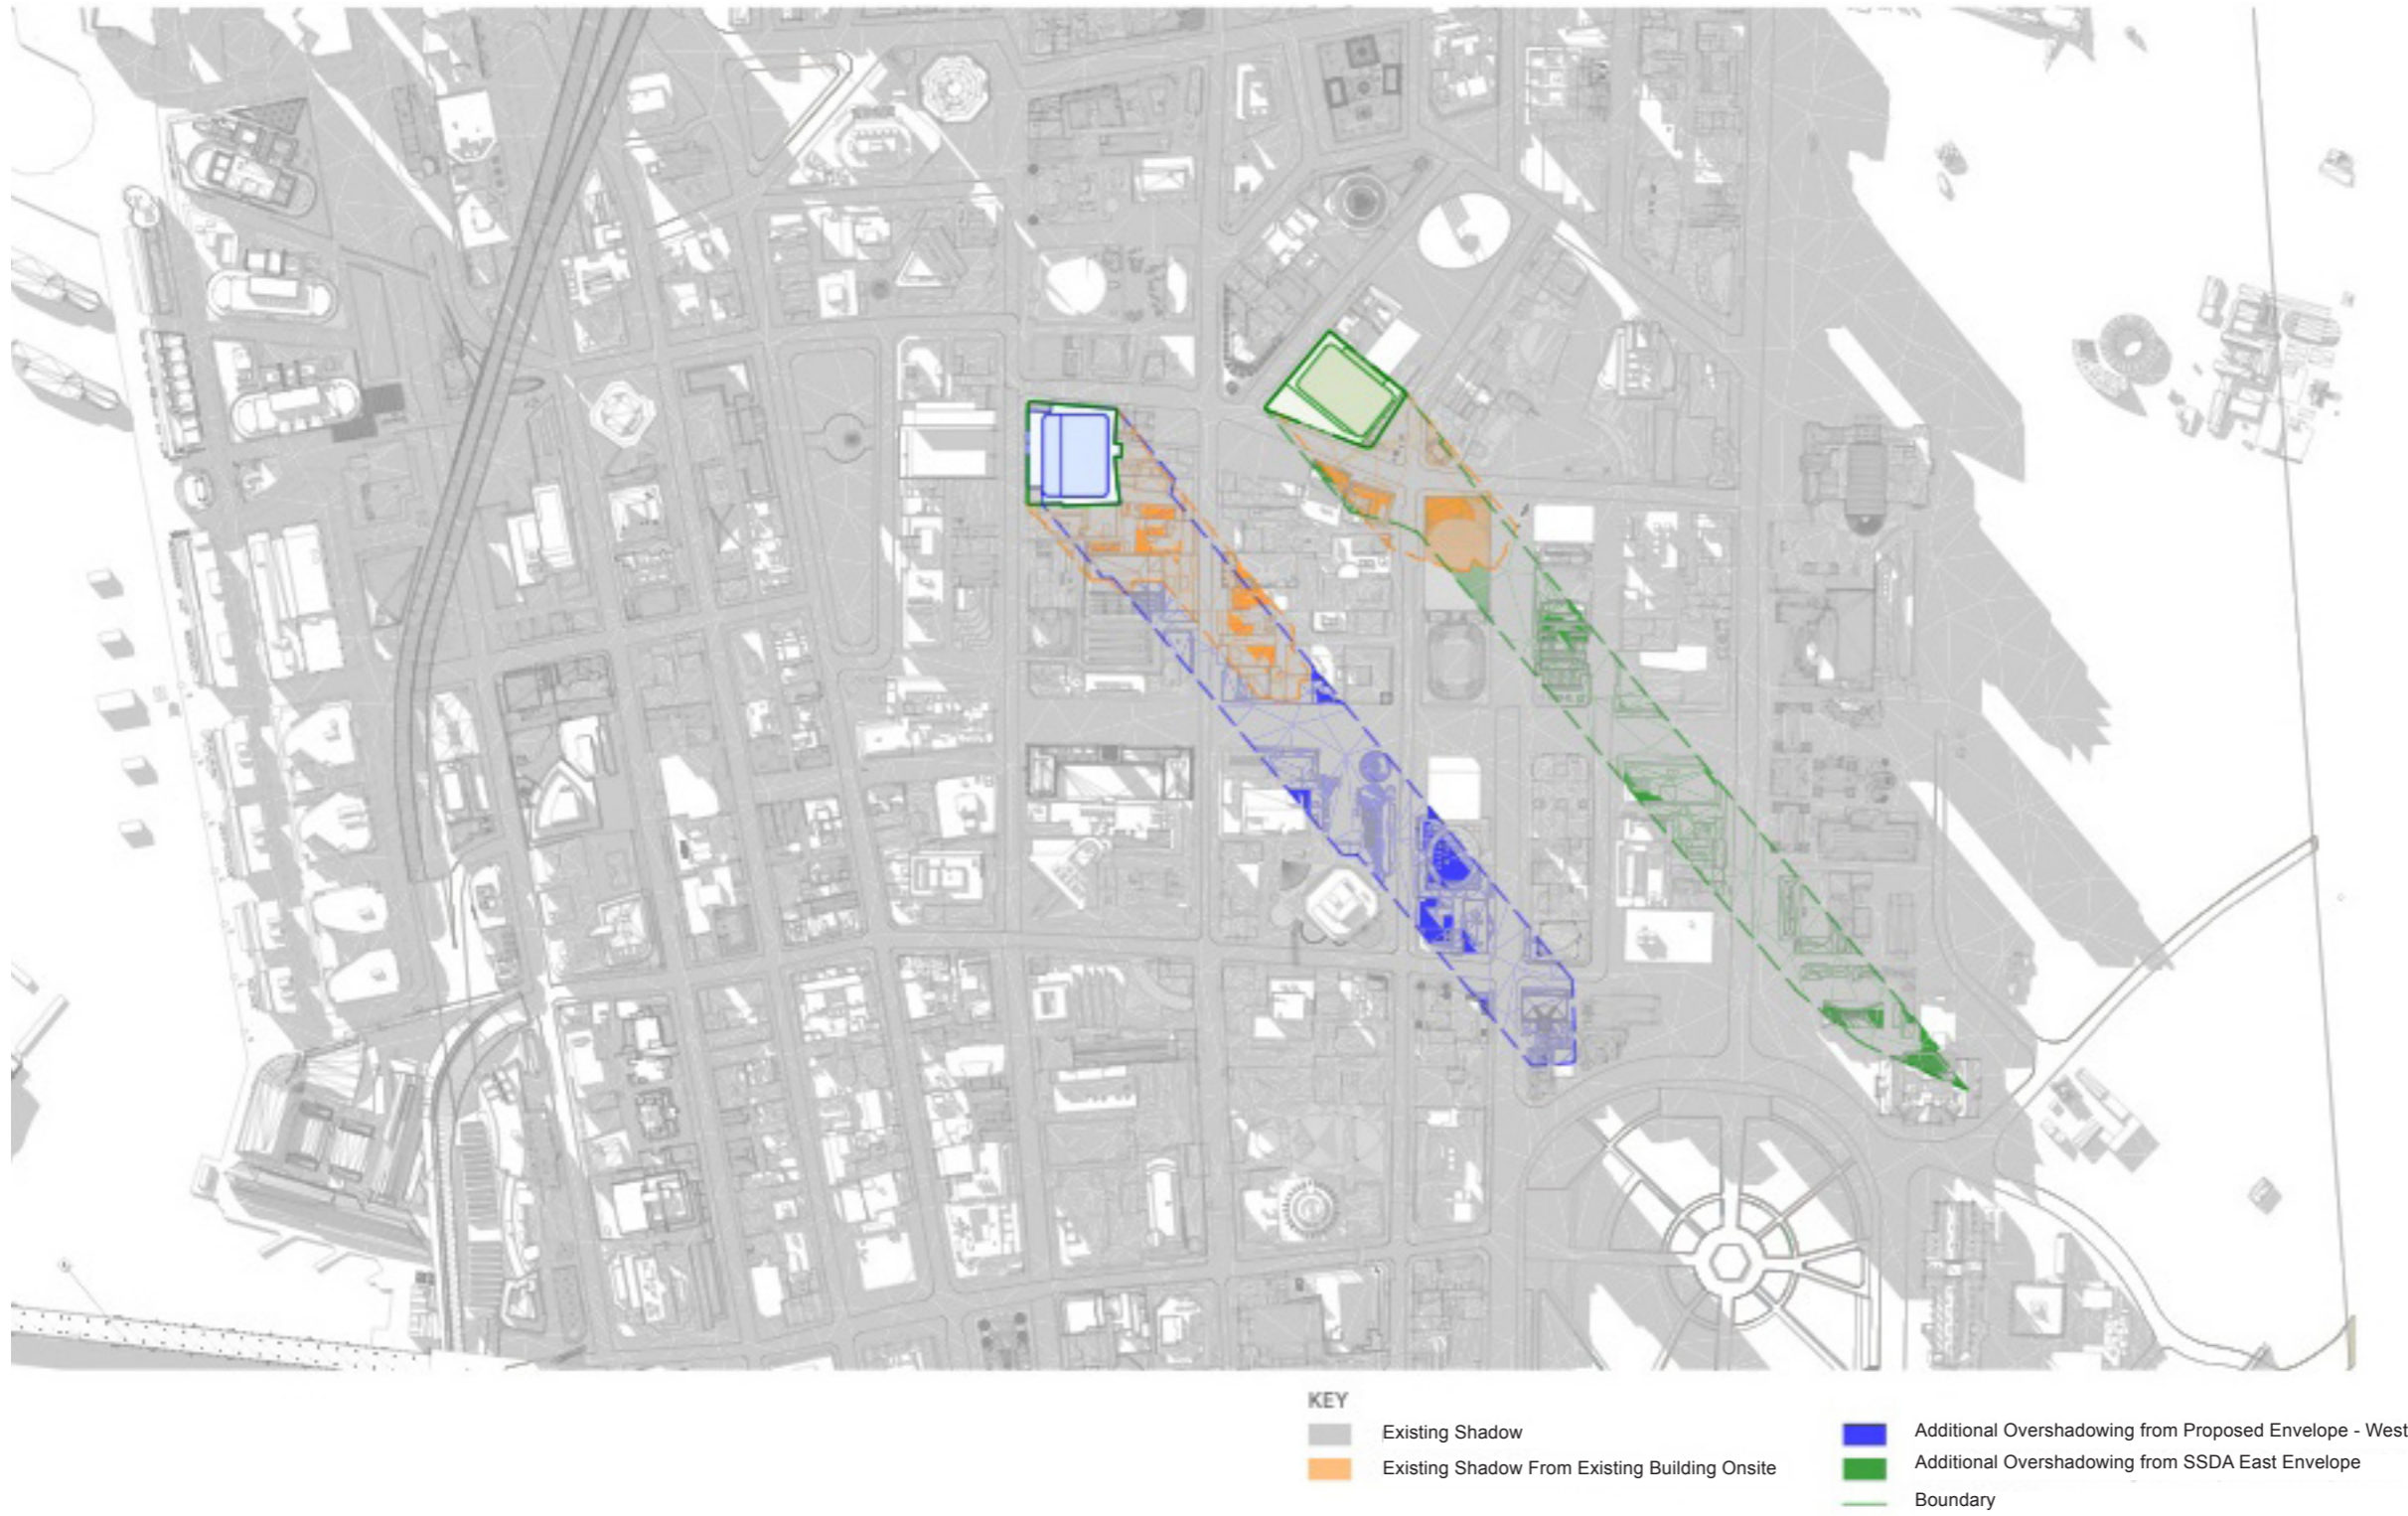 KEY
Existing Shadow
Existing Shadow From Existing Building Onsite
Additional Overshadowing from Proposed Envelope - West
Additional Overshadowing from SSDA East Envelope
Boundary